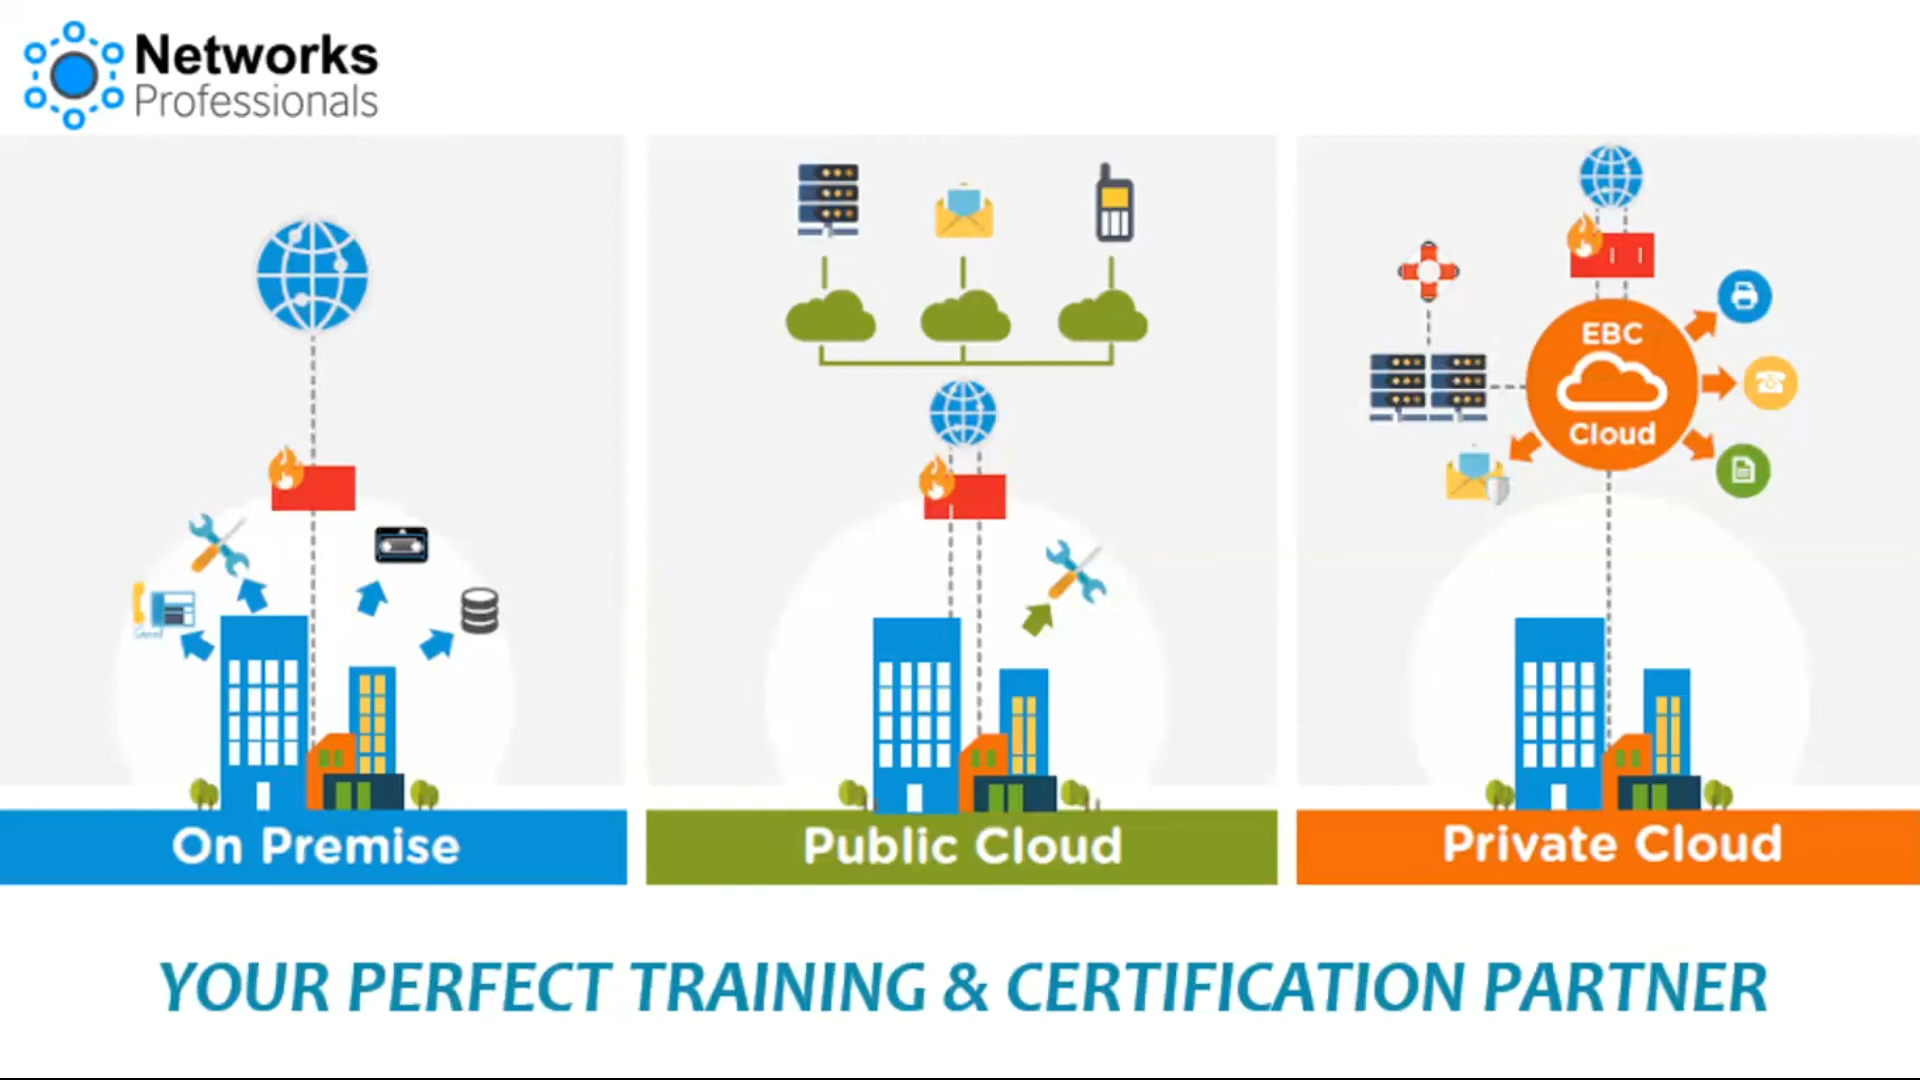 Networks
Professionals
EBC
Cloud
On Premise
Public Cloud
Private Cloud
YOUR PERFECT TRAINING & CERTIFICATION PARTNER